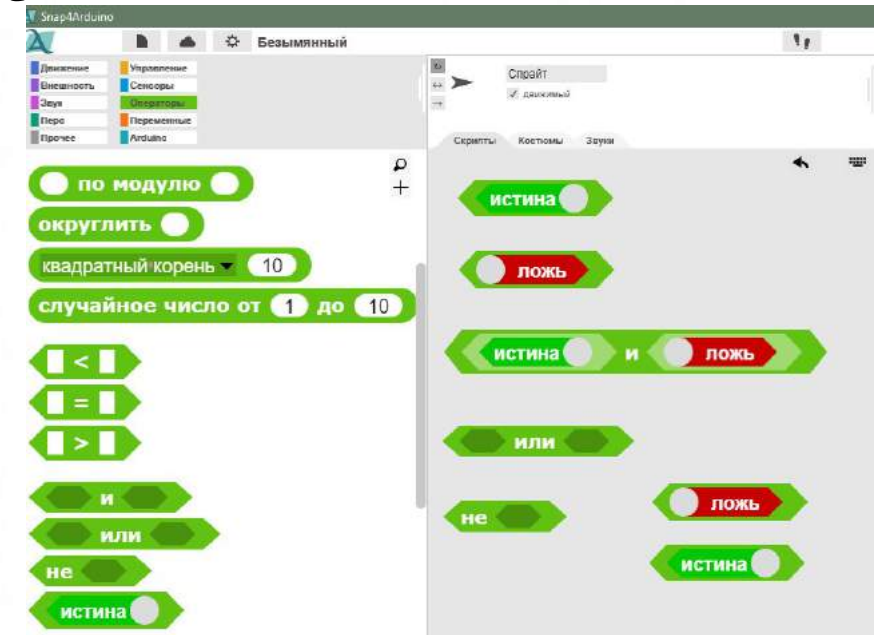 Snap4Arduino
Безымянный
Движение
Управление
Внешность
Сенсоры
Звук
Операторы
Перо
Переменные
Прочее
Arduino
Спрайт
движимый
Скрипты
Костюмы
Звуки
по модулю
округлить
квадратный корень 10
случайное число от 1 до 10
<
=
>
и
или
не
истина
истина
ложь
истина и ложь
или
не
ложь
истина